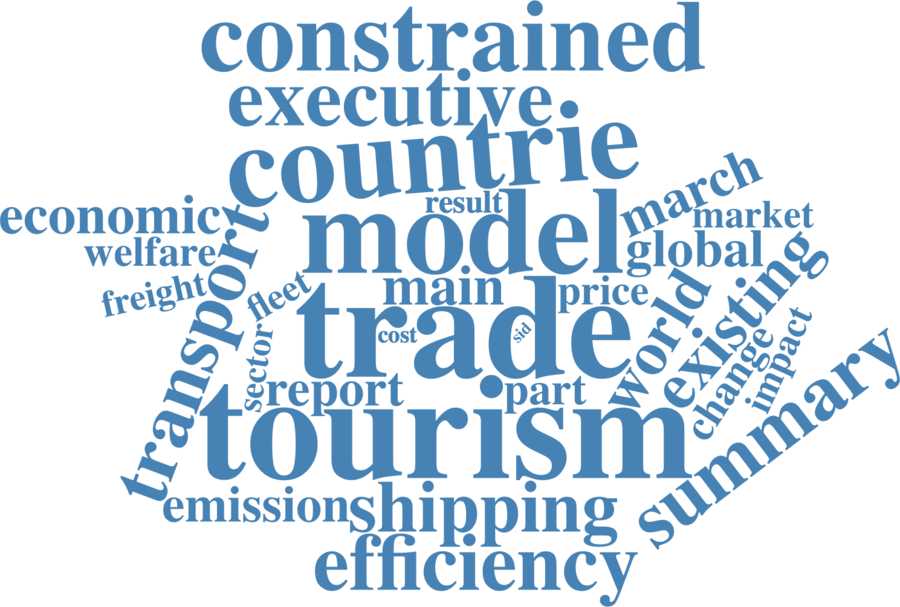 constrained
executive
countrie
result
march
economic
model
market
welfare
global
transport
freight
fleet
main
price
world
existing
trade
cost
sid
sector
change
impact
report
part
summary
tourism
emission
shipping
efficiency